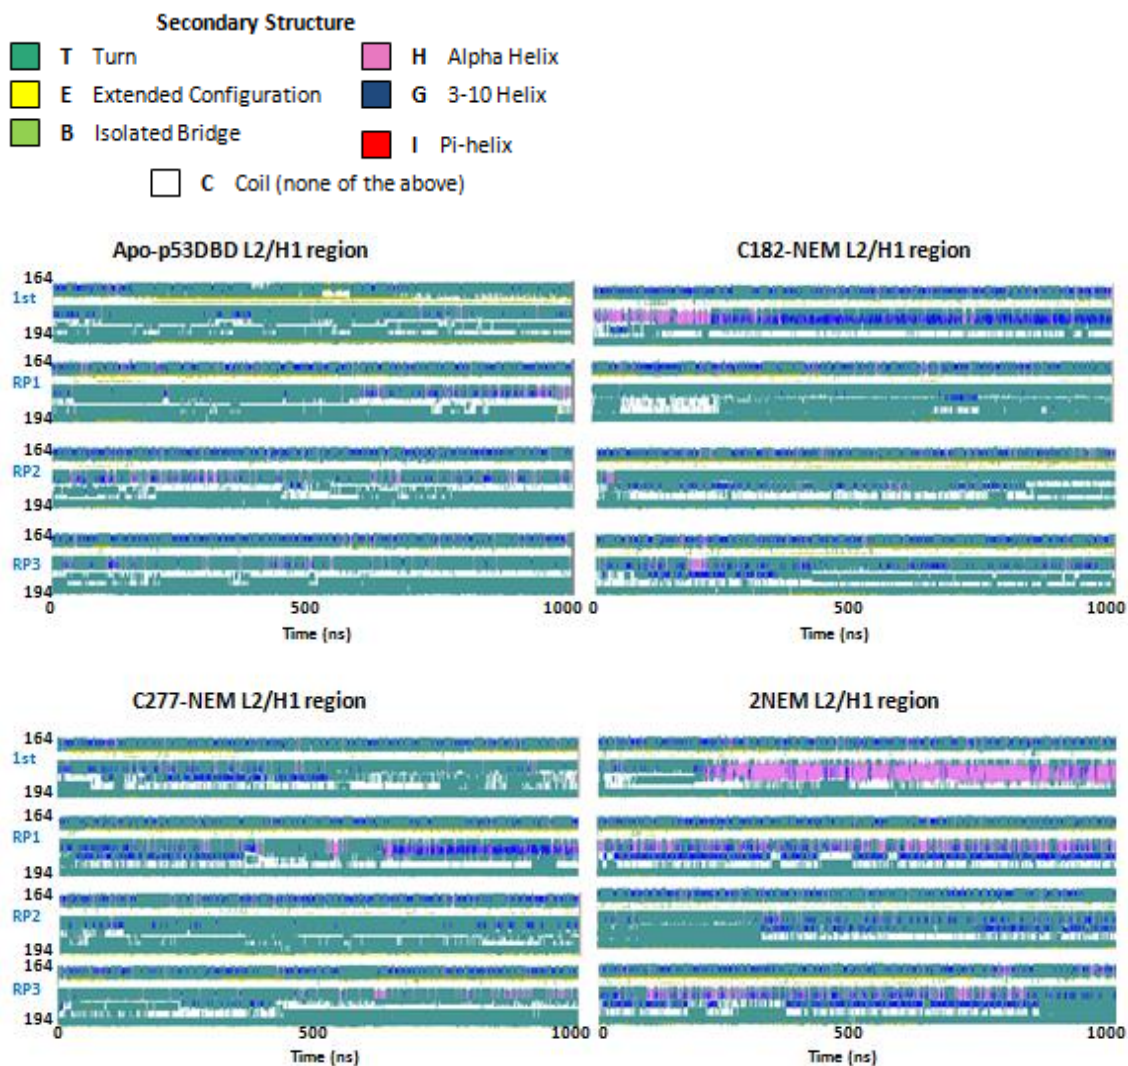 Secondary Structure
T Turn
H Alpha Helix
E Extended Configuration
G 3-10 Helix
B Isolated Bridge
I Pi-helix
C Coil (none of the above)
Apo-p53DBD L2/H1 region
C182-NEM L2/H1 region
164
1st
194
164
RP1
194
164
RP2
194
164
RP3
194
0 500 1000 0 500 1000
Time (ns) Time (ns)
C277-NEM L2/H1 region
2NEM L2/H1 region
164
1st
194
164
RP1
194
164
RP2
194
164
RP3
194
0 500 1000 0 500 1000
Time (ns) Time (ns)